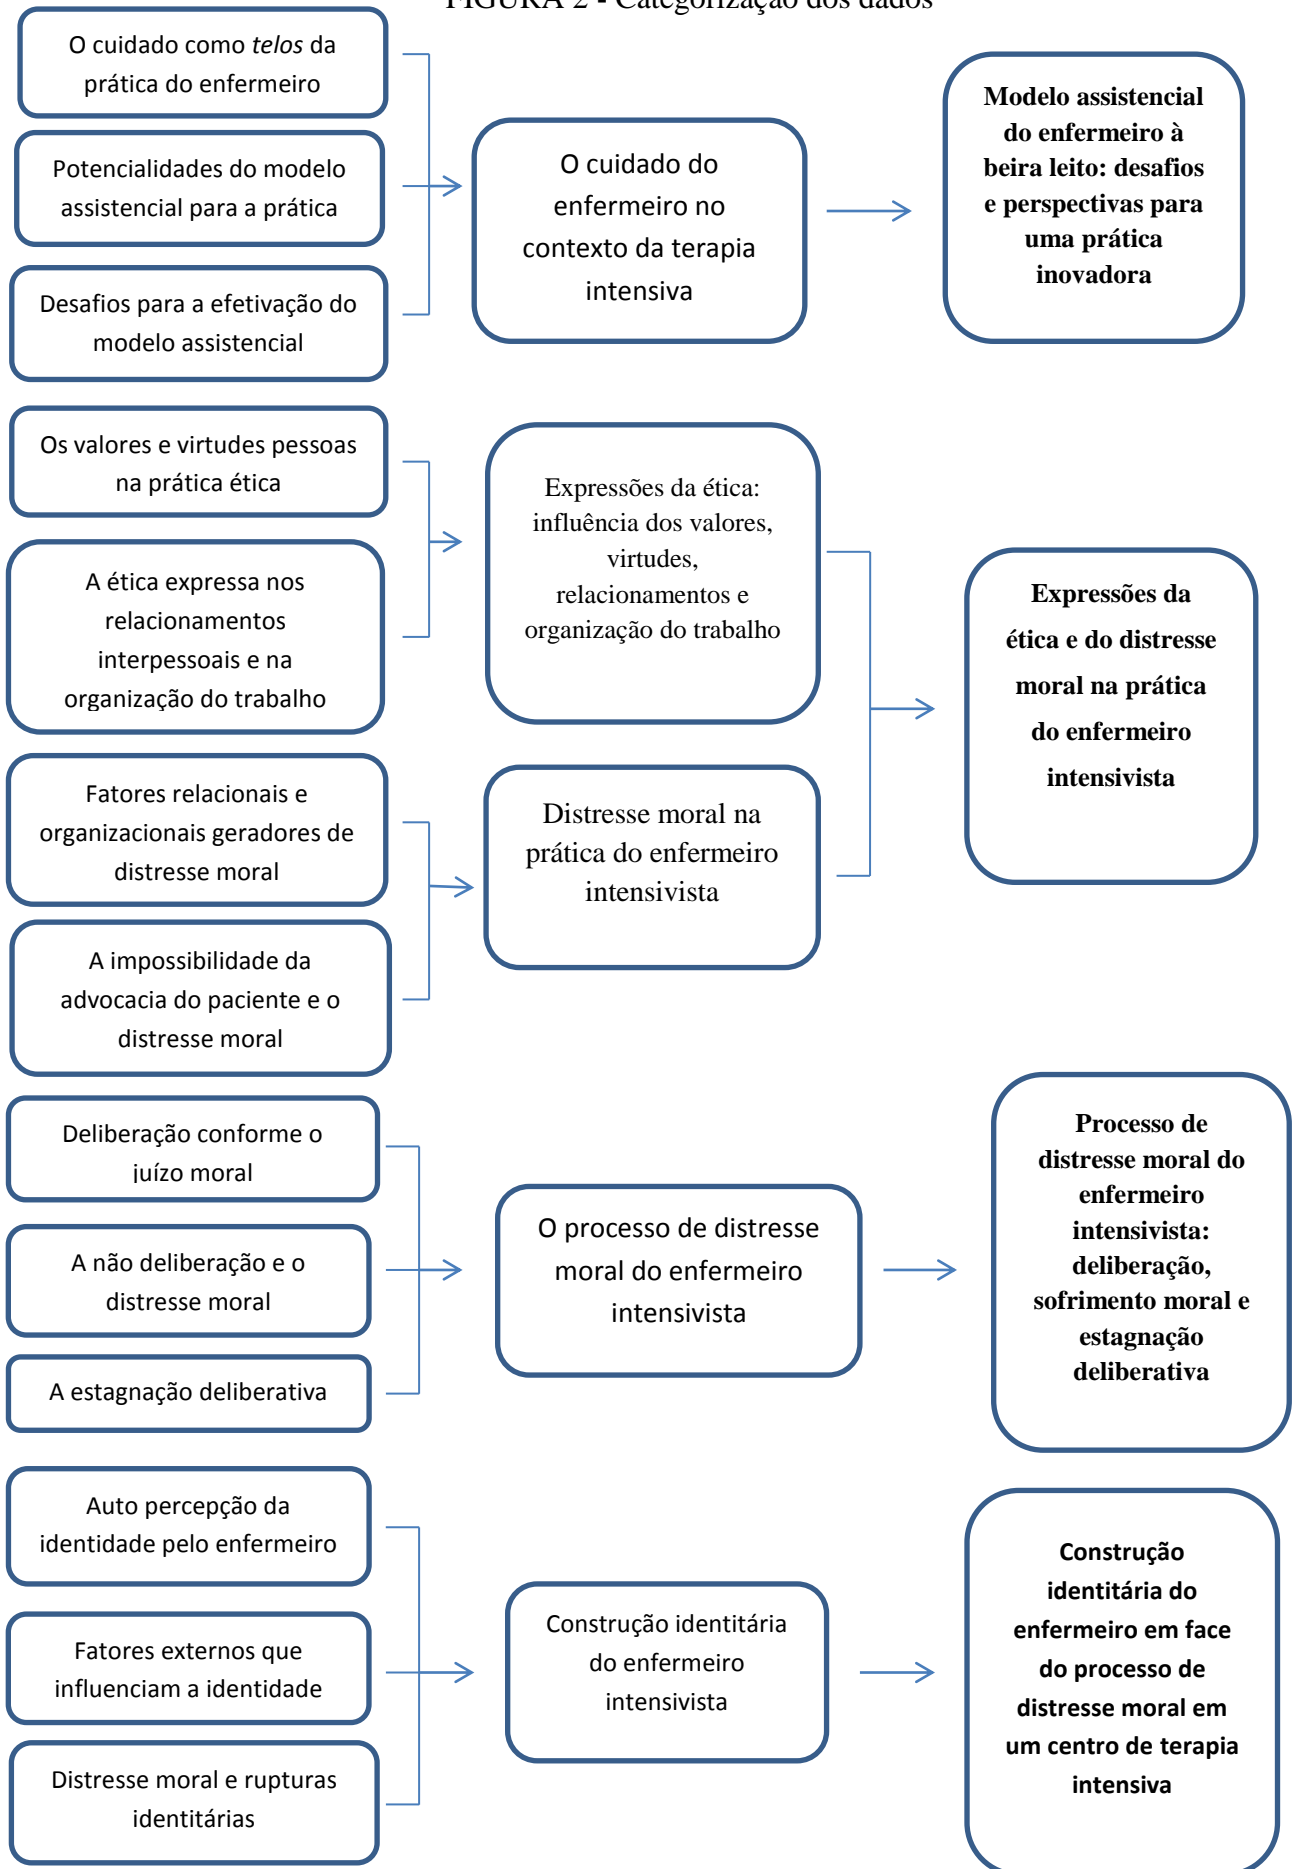 FIGURA 2 - Categorização dos dados
O cuidado como telos da
prática do enfermeiro
Potencialidades do modelo
assistencial para a prática
Desafios para a efetivação do
modelo assistencial
O cuidado do
enfermeiro no
contexto da terapia
intensiva
Modelo assistencial
do enfermeiro à
beira leito: desafios
e perspectivas para
uma prática
inovadora
Os valores e virtudes pessoas
na prática ética
A ética expressa nos
relacionamentos
interpessoais e na
organização do trabalho
Expressões da ética:
influência dos valores,
virtudes,
relacionamentos e
organização do trabalho
Fatores relacionais e
organizacionais geradores de
distresse moral
A impossibilidade da
advocacia do paciente e o
distresse moral
Distresse moral na
prática do enfermeiro
intensivista
Expressões da
ética e do distresse
moral na prática
do enfermeiro
intensivista
Deliberação conforme o
juízo moral
A não deliberação e o
distresse moral
A estagnação deliberativa
O processo de distresse
moral do enfermeiro
intensivista
Processo de
distresse moral do
enfermeiro
intensivista:
deliberação,
sofrimento moral e
estagnação
deliberativa
Auto percepção da
identidade pelo enfermeiro
Fatores externos que
influenciam a identidade
Distresse moral e rupturas
identitárias
Construção identitária
do enfermeiro
intensivista
Construção
identitária do
enfermeiro em face
do processo de
distresse moral em
um centro de terapia
intensiva